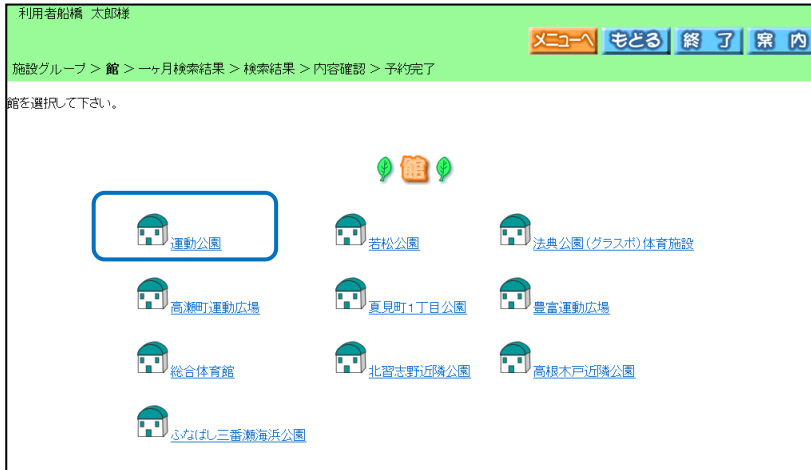 利用者船橋 太郎様
メニューへ もどる 終了 案内
施設グループ > 館 > 一ヶ月検索結果 > 検索結果 > 内容確認 > 予約完了
館を選択して下さい。
館
運動公園 若松公園 法典公園(グラスポ)体育施設
高瀬町運動広場 夏見町1丁目公園 豊富運動広場
総合体育館 北習志野近隣公園 高根木戸近隣公園
ふなばし三番瀬海浜公園